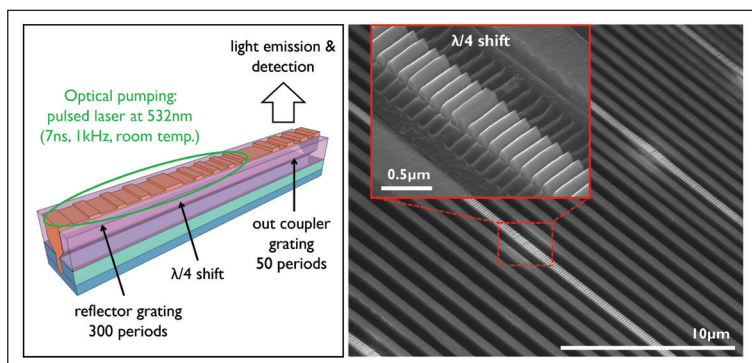 light emission &
detection
Optical pumping:
pulsed laser at 532nm
(7ns, 1kHz, room temp.)
out coupler
grating
50 periods
λ/4 shift
reflector grating
300 periods
λ/4 shift
0.5µm
10µm